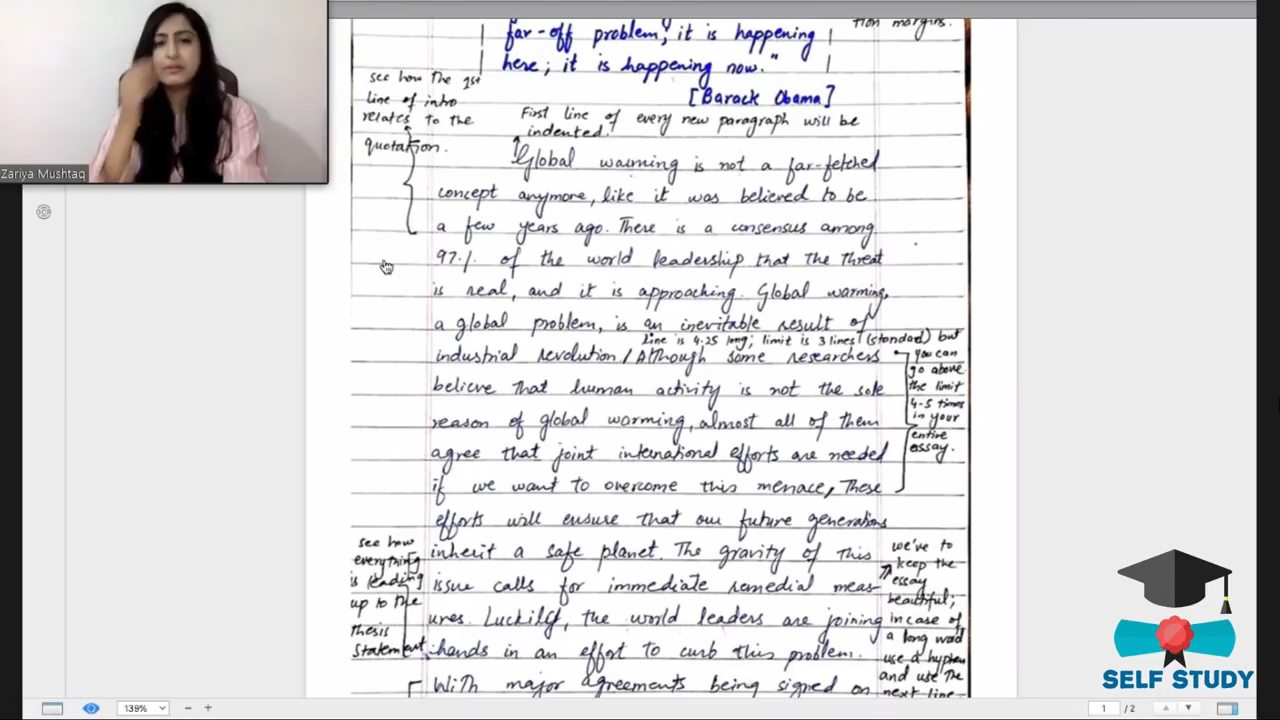 far-off problem, it is happening
here; it is happening now."
[Barack Obama]
tion margins.
see how the 1st
line of intro
relates to the
quotation.
First line of every new paragraph will be
indented.
Global warming is not a far-fetched
concept anymore, like it was believed to be
a few years ago. There is a consensus among
97% of the world leadership that the threat
is real, and it is approaching. Global warming,
a global problem, is an inevitable result of
line is 4.25 long; limit is 3 lines (standard) but
you can
go above
the limit
4-5 times
in your
entire
essay.
industrial revolution/Although some researchers
believe that human activity is not the sole
reason of global worming, almost all of them
agree that joint international efforts are needed
if we want to overcome this menace, These
efforts will ensure that our future generations
inherit a safe planet. The gravity of this
issue calls for immediate remedial meas-
ures. Luckily, the world leaders are joining
hands in an effort to curb this problem.
With major agreements being signed on
see how
everything
is leading
up to the
thesis
statement.
we've to
keep the
essay
beautiful;
in case of
a long word
use a hyphen
and use the
next line.
Zariya Mushtaq
139%
1 / 2
SELF STUDY